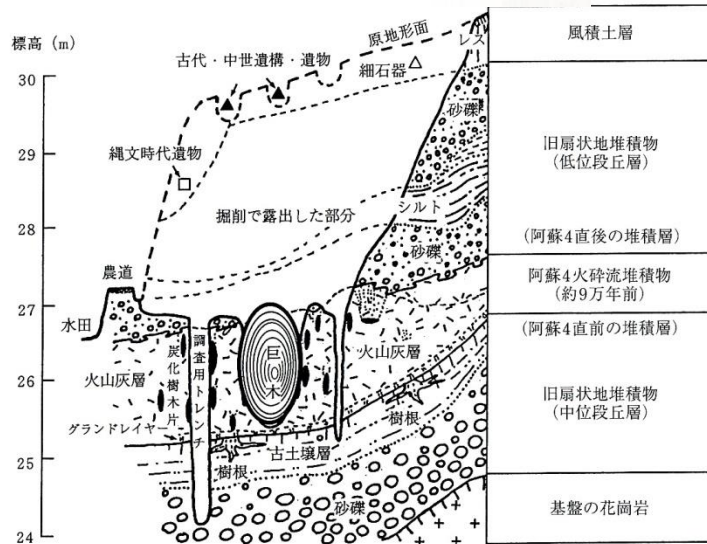 標高(m)
30
29
28
27
26
25
24
原地形面
レス
古代・中世遺構・遺物
細石器
縄文時代遺物
砂礫
掘削で露出した部分
シルト
砂礫
農道
水田
火山灰層
炭化樹木片
調査用トレンチ
巨木
グランドレイヤー
樹根
古土壌層
樹根
砂礫
風積土層
旧扇状地堆積物
(低位段丘層)
(阿蘇4直後の堆積層)
阿蘇4火砕流堆積物
(約9万年前)
(阿蘇4直前の堆積層)
旧扇状地堆積物
(中位段丘層)
基盤の花崗岩